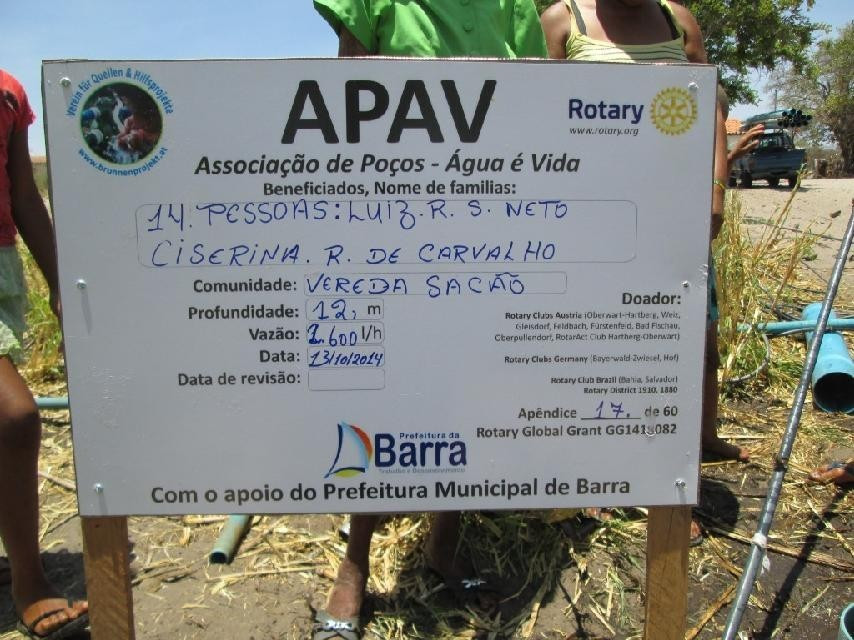 Verein für Quellen & Hilfsprojekte
www.brunnenprojekt.at
APAV
Rotary
www.rotary.org
Associação de Poços - Água é Vida
Beneficiados, Nome de familias:
14. PESSOAS: LUIZ. R. S. NETO
CISERINA. R. DE CARVALHO
Comunidade: VEREDA SACÃO
Profundidade: 12, m
Vazão: 1.600 l/h
Data: 13/10/2014
Data de revisão:
Doador:
Rotary Clubs Austria (Oberwart-Hartberg, Weiz,
Gleisdorf, Feldbach, Fürstenfeld, Bad Fischau,
Oberpullendorf, RotarAct Club Hartberg-Oberwart)
Rotary Clubs Germany (Bayerwald-Zwiesel, Hof)
Rotary Club Brazil (Bahia, Salvador)
Rotary District 1910, 1880
Apêndice 17. de 60
Rotary Global Grant GG1418082
Prefeitura da
Barra
Trabalho e Desenvolvimento
Com o apoio do Prefeitura Municipal de Barra